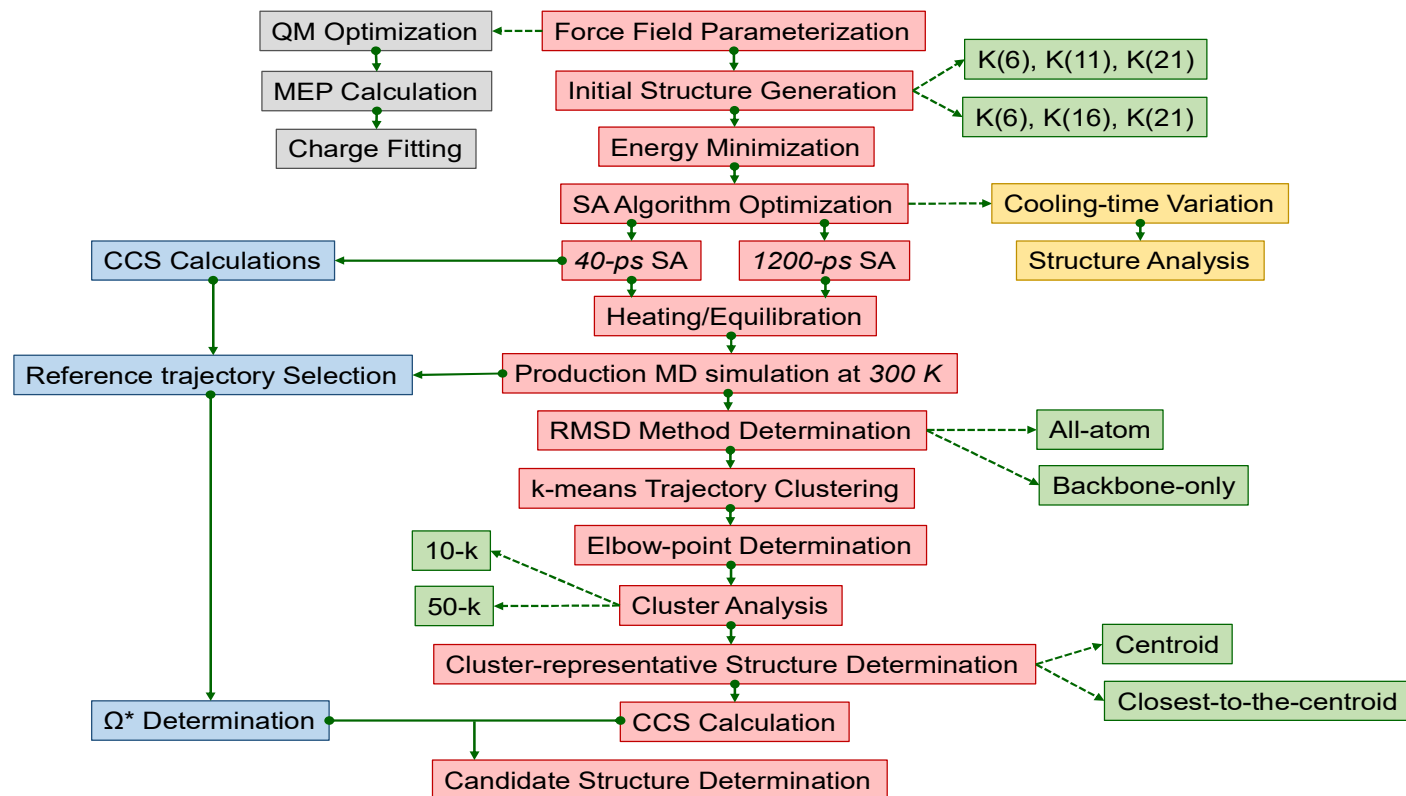 QM Optimization
Force Field Parameterization
K(6), K(11), K(21)
MEP Calculation
Initial Structure Generation
K(6), K(16), K(21)
Charge Fitting
Energy Minimization
SA Algorithm Optimization
Cooling-time Variation
CCS Calculations
40-ps SA
1200-ps SA
Structure Analysis
Heating/Equilibration
Reference trajectory Selection
Production MD simulation at 300 K
RMSD Method Determination
All-atom
k-means Trajectory Clustering
Backbone-only
10-k
Elbow-point Determination
50-k
Cluster Analysis
Centroid
Cluster-representative Structure Determination
Closest-to-the-centroid
Ω* Determination
CCS Calculation
Candidate Structure Determination